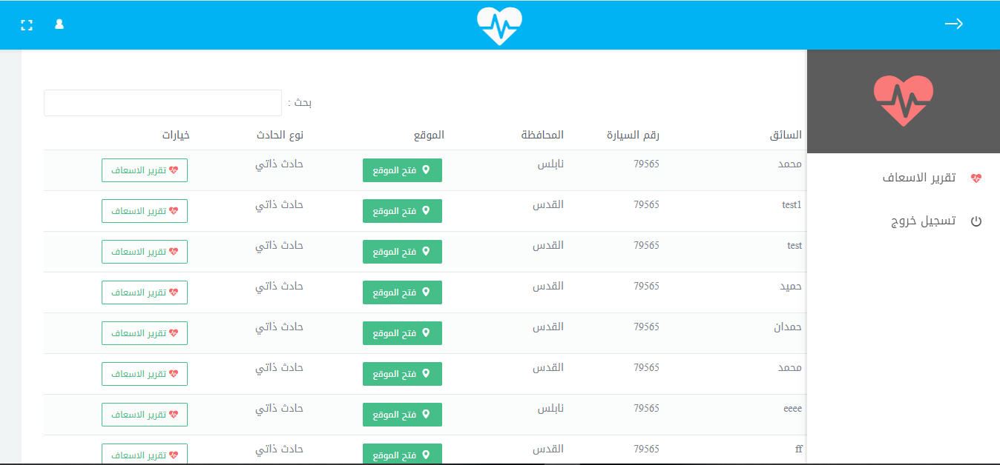 تقرير الاسعاف
تسجيل خروج
بحث :
السائق رقم السيارة المحافظة الموقع نوع الحادث خيارات
محمد 79565 نابلس فتح الموقع حادث ذاتي تقرير الاسعاف
test1 79565 القدس فتح الموقع حادث ذاتي تقرير الاسعاف
test 79565 القدس فتح الموقع حادث ذاتي تقرير الاسعاف
حميد 79565 القدس فتح الموقع حادث ذاتي تقرير الاسعاف
حمدان 79565 القدس فتح الموقع حادث ذاتي تقرير الاسعاف
محمد 79565 القدس فتح الموقع حادث ذاتي تقرير الاسعاف
eeee 79565 نابلس فتح الموقع حادث ذاتي تقرير الاسعاف
ff 79565 القدس فتح الموقع حادث ذاتي تقرير الاسعاف